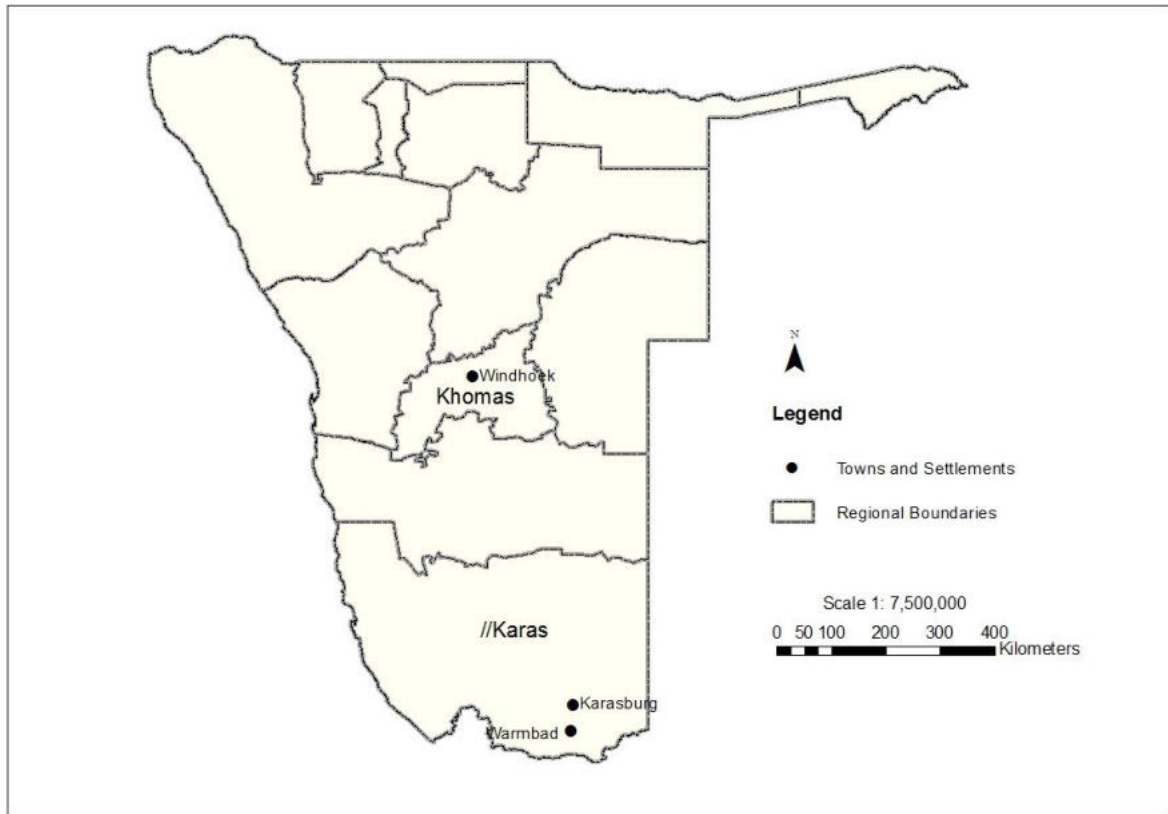 Windhoek
Khomas
//Karas
Karasburg
Warmbad
N
Legend
Towns and Settlements
Regional Boundaries
Scale 1: 7,500,000
0 50 100 200 300 400
Kilometers